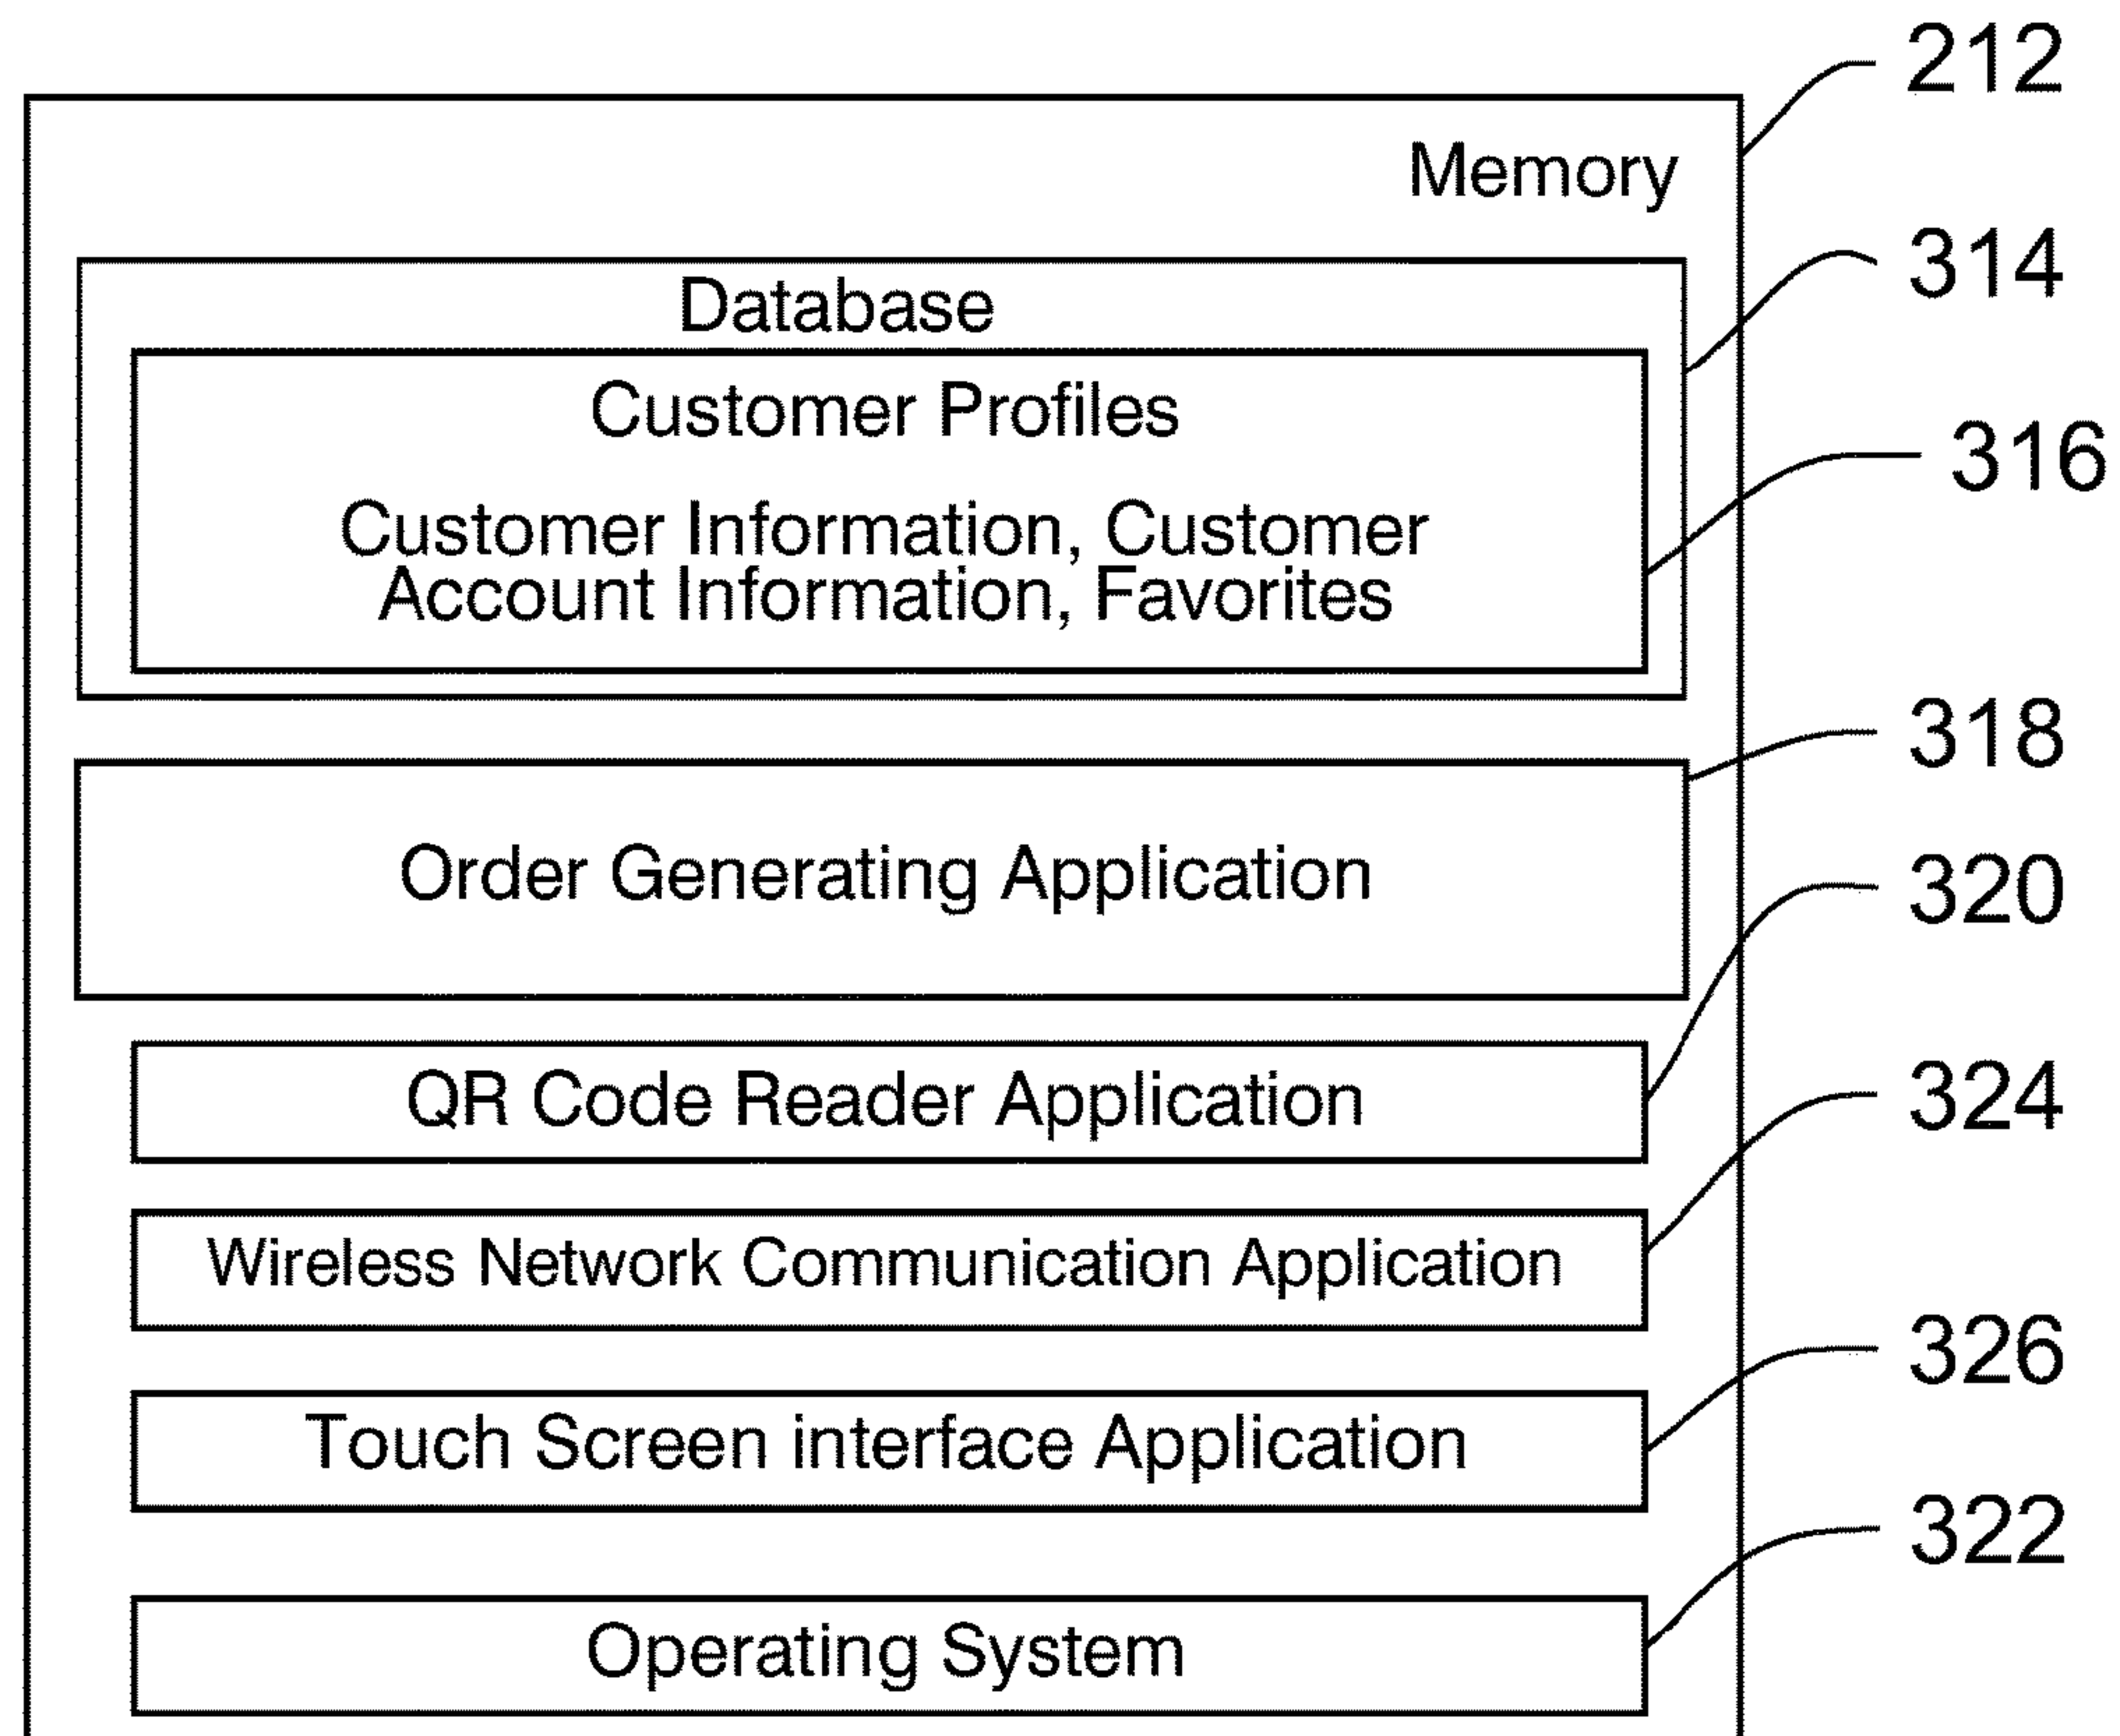 212
Memory
314
Database
Customer Profiles
316
Customer Information, Customer
Account Information, Favorites
318
Order Generating Application
320
QR Code Reader Application
324
Wireless Network Communication Application
326
Touch Screen interface Application
322
Operating System